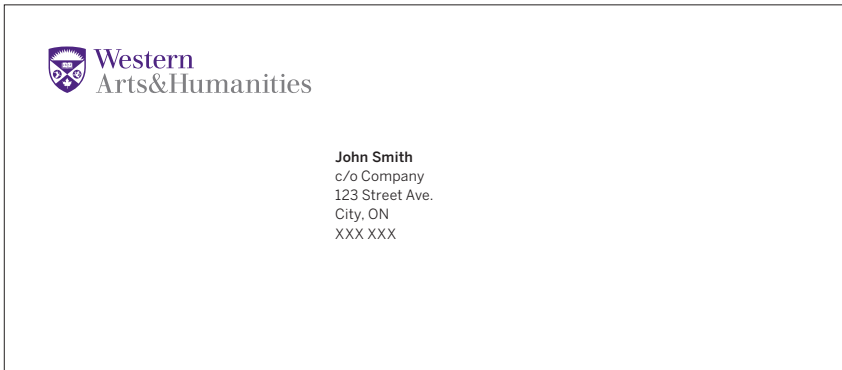 Western
Arts&Humanities
John Smith
c/o Company
123 Street Ave.
City, ON
XXX XXX